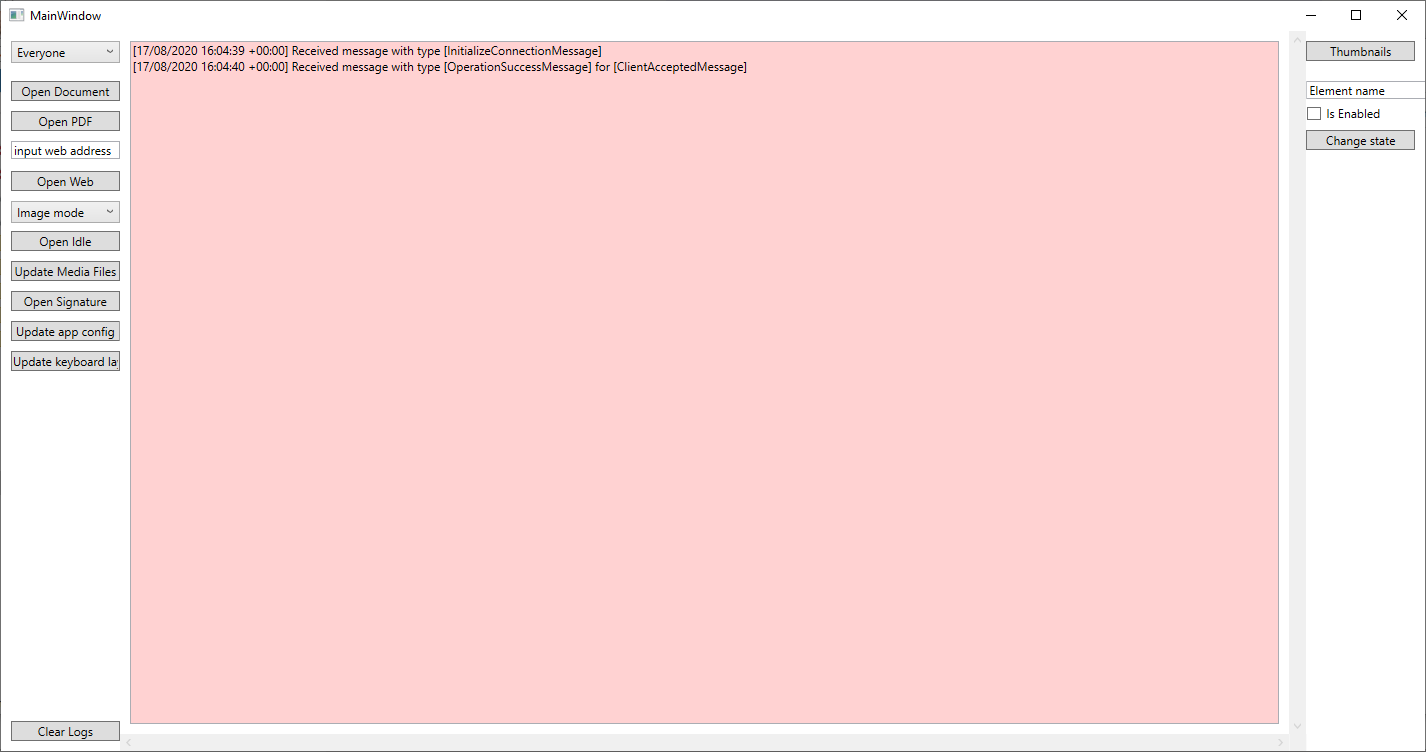 MainWindow
Everyone
Open Document
Open PDF
input web address
Open Web
Image mode
Open Idle
Update Media Files
Open Signature
Update app config
Update keyboard la
Clear Logs
[17/08/2020 16:04:39 +00:00] Received message with type [InitializeConnectionMessage]
[17/08/2020 16:04:40 +00:00] Received message with type [OperationSuccessMessage] for [ClientAcceptedMessage]
Thumbnails
Element name
Is Enabled
Change state